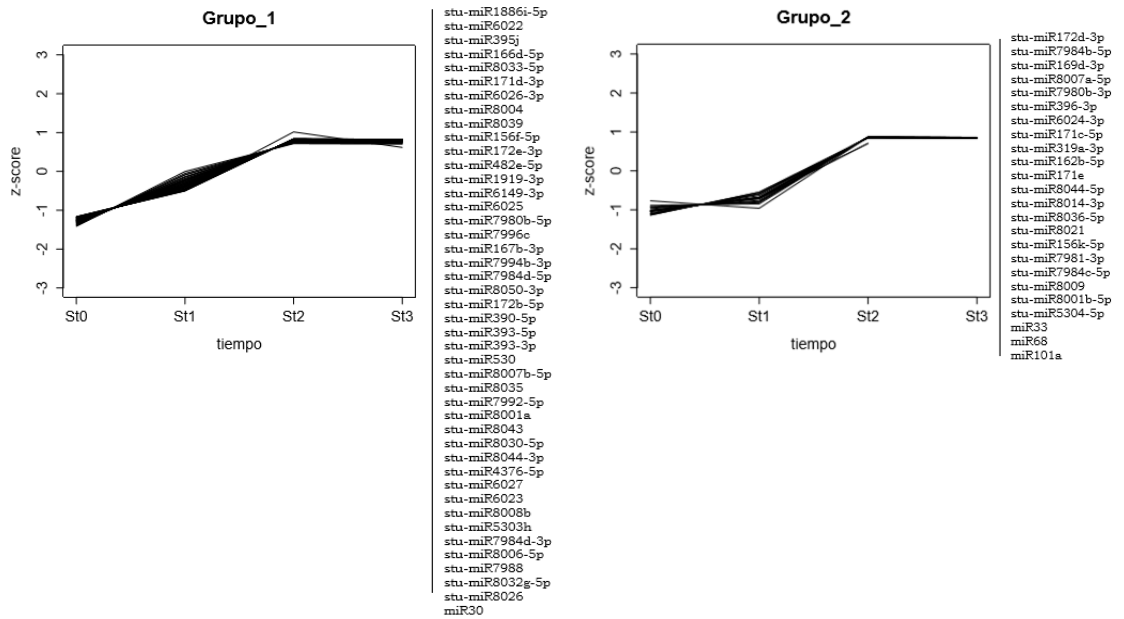 Grupo_1
3
2
1
0
-1
-2
-3
z-score
St0
St1
St2
St3
tiempo
stu-miR1886i-5p
stu-miR6022
stu-miR395j
stu-miR166d-5p
stu-miR8033-5p
stu-miR171d-3p
stu-miR6026-3p
stu-miR8004
stu-miR8039
stu-miR156f-5p
stu-miR172e-3p
stu-miR482e-5p
stu-miR1919-3p
stu-miR6149-3p
stu-miR6025
stu-miR7980b-5p
stu-miR7996c
stu-miR167b-3p
stu-miR7994b-3p
stu-miR7984d-5p
stu-miR8050-3p
stu-miR172b-5p
stu-miR390-5p
stu-miR393-5p
stu-miR393-3p
stu-miR530
stu-miR8007b-5p
stu-miR8035
stu-miR7992-5p
stu-miR8001a
stu-miR8043
stu-miR8030-5p
stu-miR8044-3p
stu-miR4376-5p
stu-miR6027
stu-miR6023
stu-miR8008b
stu-miR5303h
stu-miR7984d-3p
stu-miR8006-5p
stu-miR7988
stu-miR8032g-5p
stu-miR8026
miR30
Grupo_2
3
2
1
0
-1
-2
-3
z-score
St0
St1
St2
St3
tiempo
stu-miR172d-3p
stu-miR7984b-5p
stu-miR169d-3p
stu-miR8007a-5p
stu-miR7980b-3p
stu-miR396-3p
stu-miR6024-3p
stu-miR171c-5p
stu-miR319a-3p
stu-miR162b-5p
stu-miR171e
stu-miR8044-5p
stu-miR8014-3p
stu-miR8036-5p
stu-miR8021
stu-miR156k-5p
stu-miR7981-3p
stu-miR7984c-5p
stu-miR8009
stu-miR8001b-5p
stu-miR5304-5p
miR33
miR68
miR101a